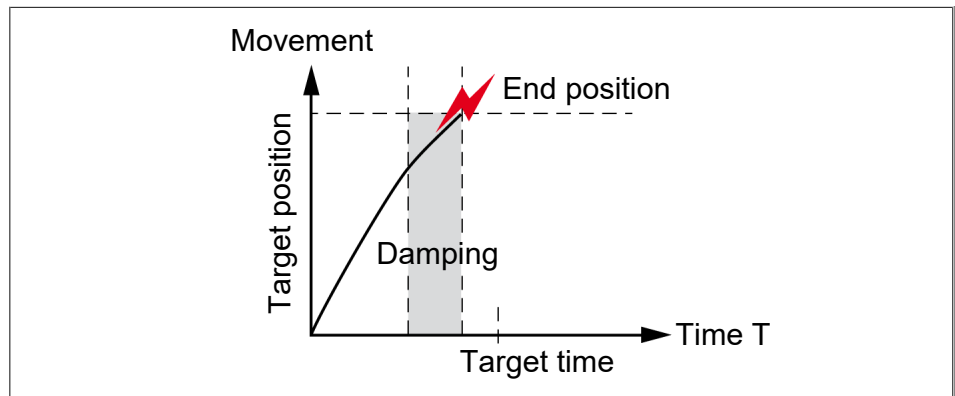 Movement
End position
Target position
Damping
Time T
Target time